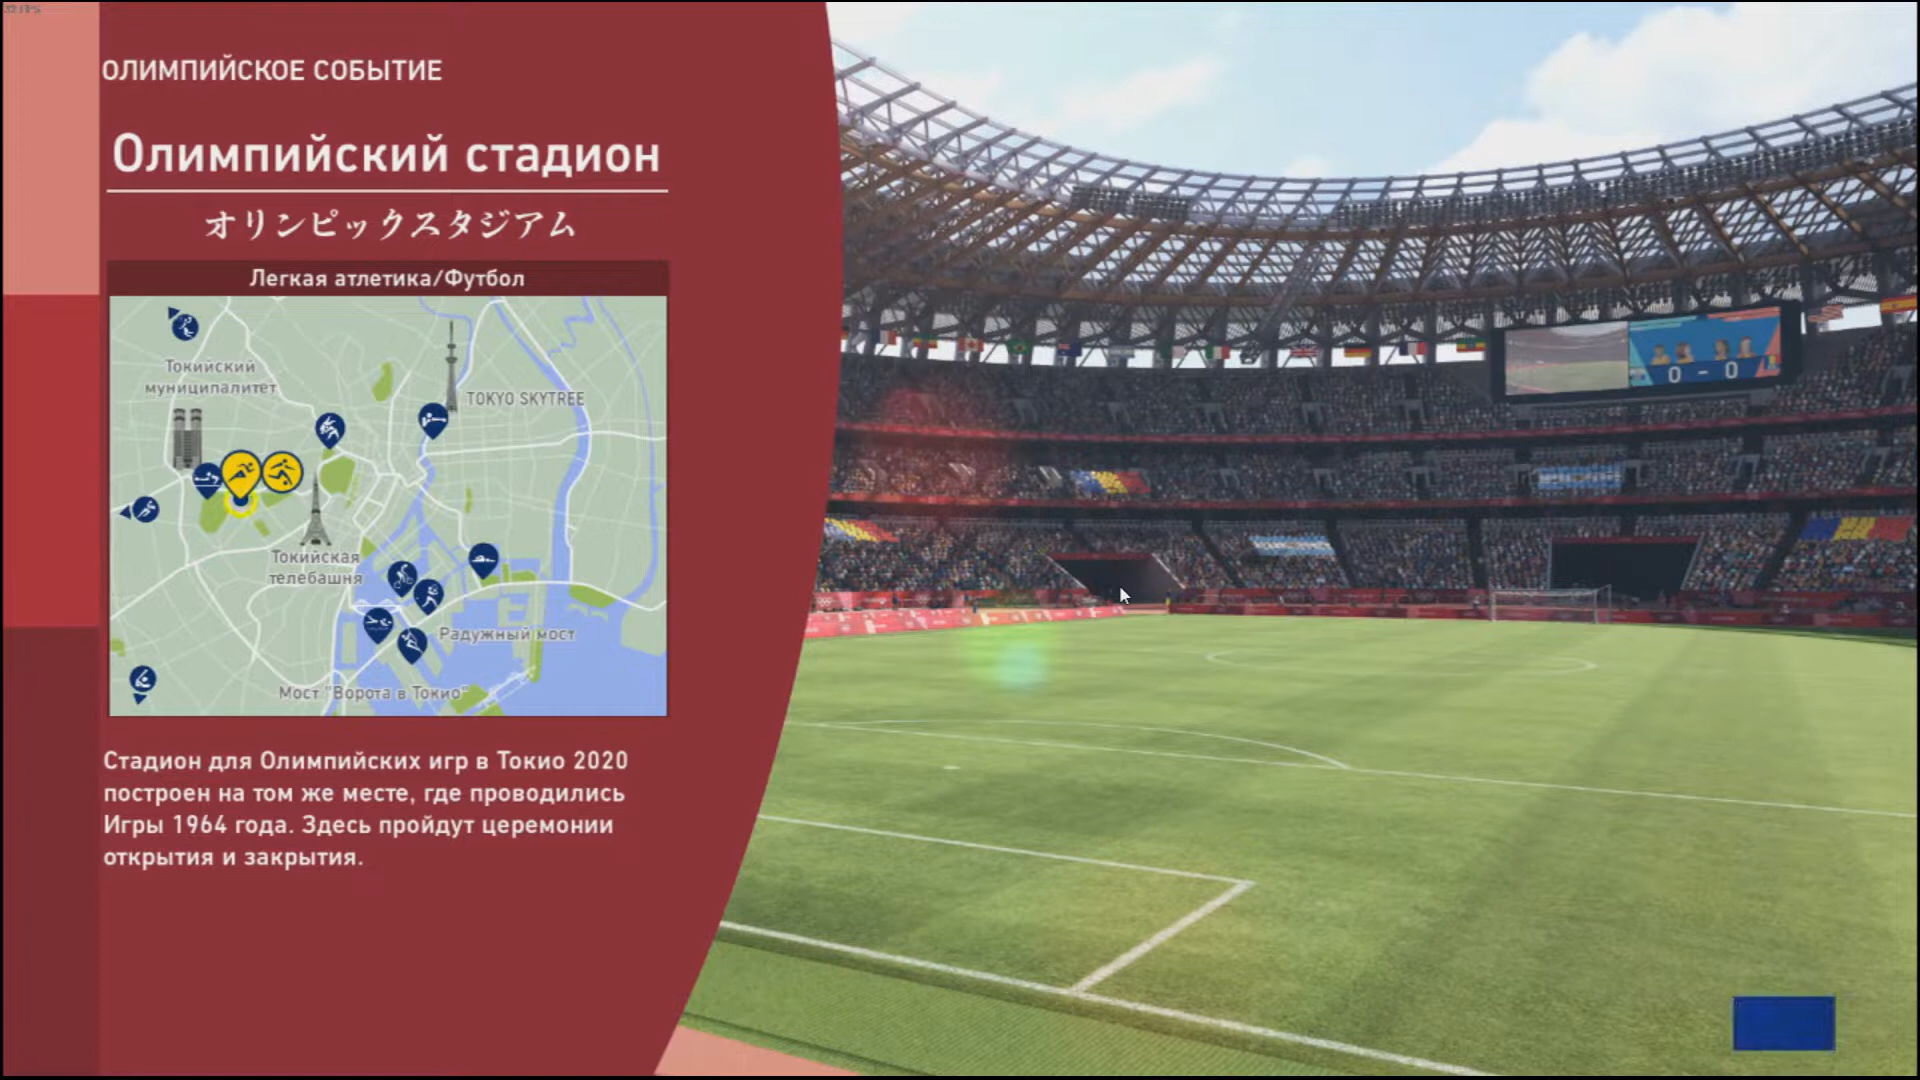 ОЛИМПИЙСКОЕ СОБЫТИЕ
Олимпийский стадион
オリンピックスタジアム
Легкая атлетика/Футбол
Токийский
муниципалитет
TOKYO SKYTREE
Токийская
телебашня
Радужный мост
Мост "Ворота в Токио"
Стадион для Олимпийских игр в Токио 2020
построен на том же месте, где проводились
Игры 1964 года. Здесь пройдут церемонии
открытия и закрытия.
0 - 0